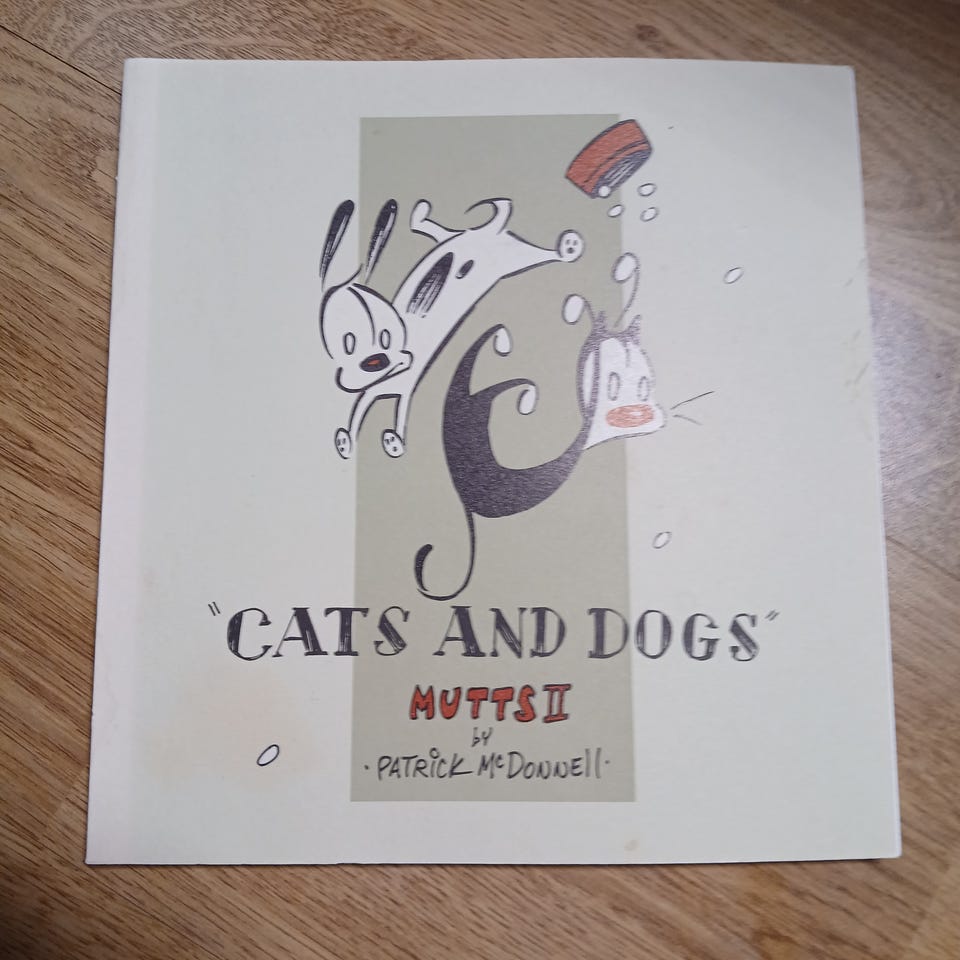 "CATS AND DOGS"
MUTTS II
by
·PATRICK McDONNEll·